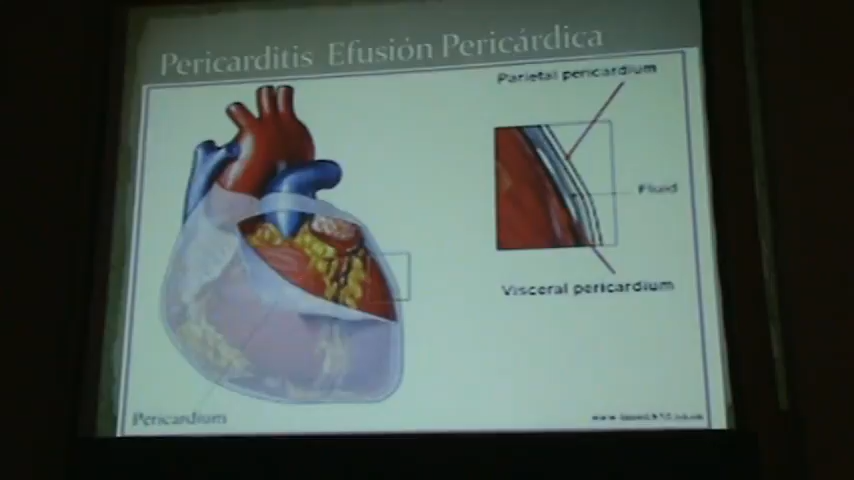 Pericarditis Efusión Pericárdica
Parietal pericardium
Fluid
Visceral pericardium
Pericardium